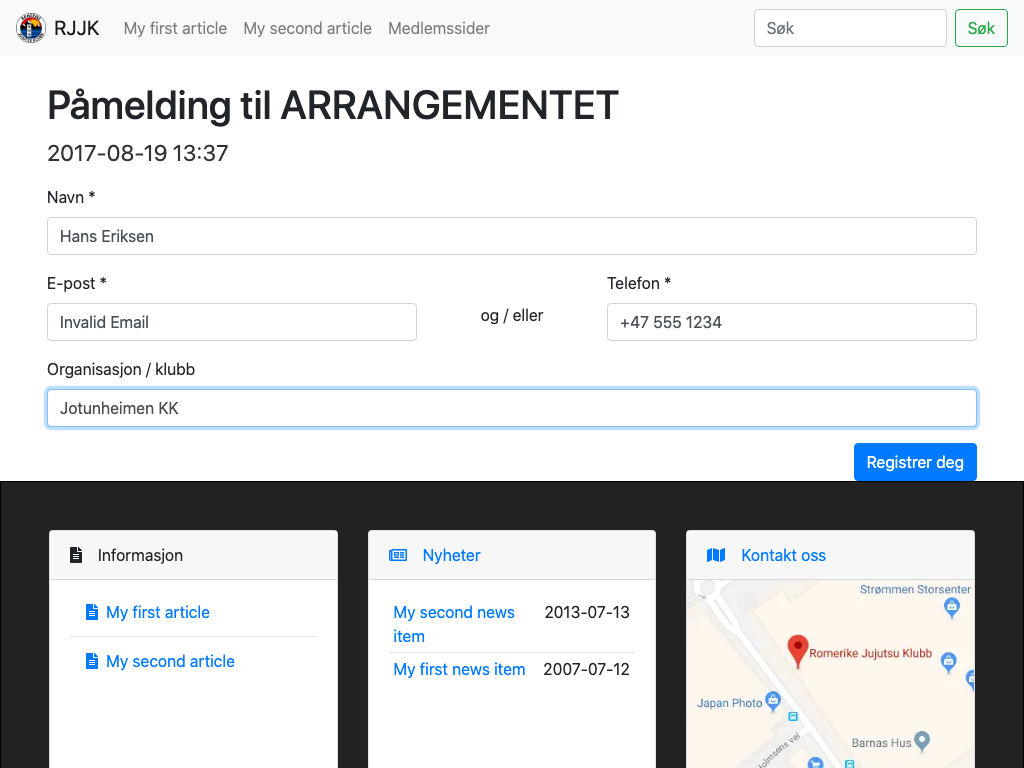 RJJK My first article My second article Medlemssider Søk Søk
Påmelding til ARRANGEMENTET
2017-08-19 13:37
Navn *
Hans Eriksen
E-post * Telefon *
Invalid Email og / eller +47 555 1234
Organisasjon / klubb
Jotunheimen KK
Registrer deg
Informasjon
My first article
My second article
Nyheter
My second news item 2013-07-13
My first news item 2007-07-12
Kontakt oss
Strømmen Storsenter
Romerike Jujutsu Klubb
Japan Photo
Barnas Hus